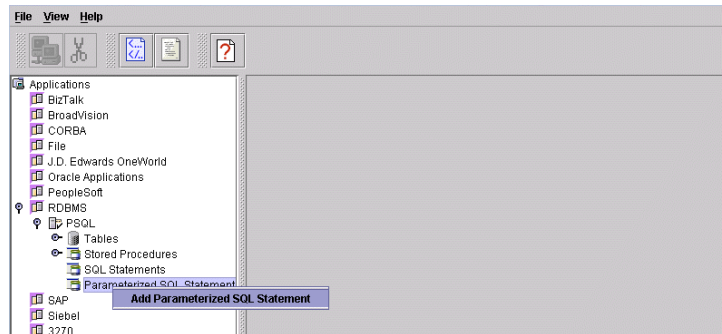 File View Help
Applications
BizTalk
BroadVision
CORBA
File
J.D. Edwards OneWorld
Oracle Applications
PeopleSoft
RDBMS
PSQL
Tables
Stored Procedures
SQL Statements
Parameterized SQL Statement
Add Parameterized SQL Statement
SAP
Siebel
3270